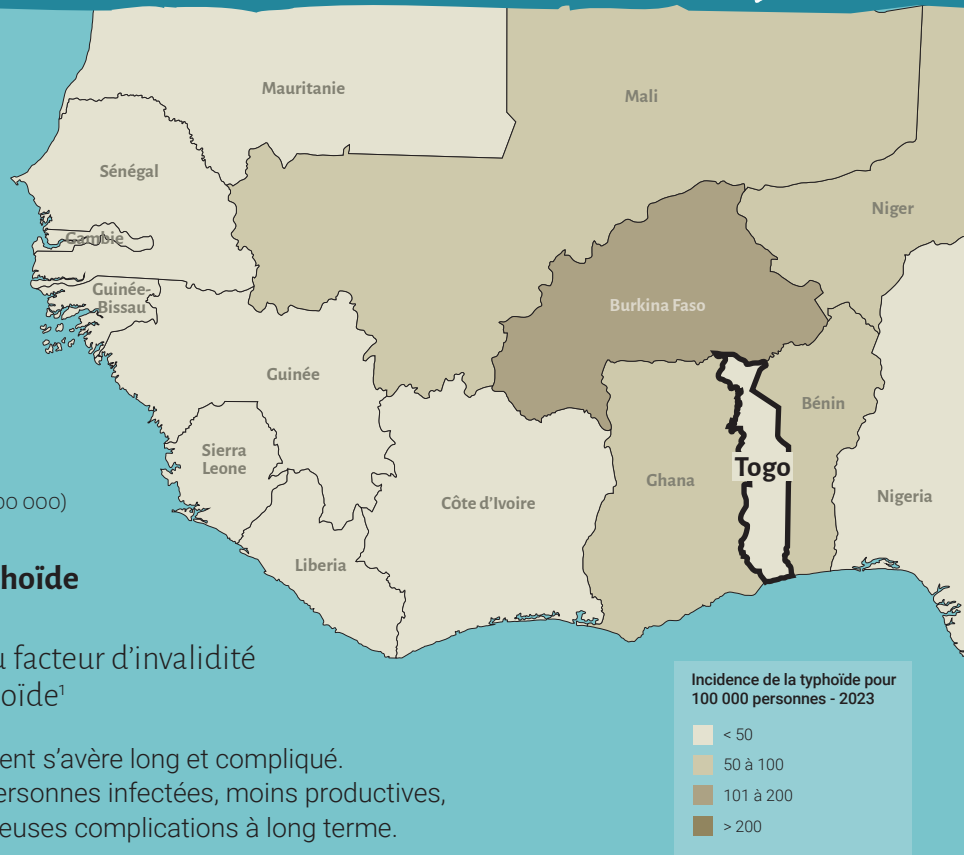 Mauritanie
Mali
Sénégal
Niger
Gambie
Guinée-
Bissau
Burkina Faso
Guinée
Bénin
Sierra
Leone
Togo
Ghana
Côte d'Ivoire
Nigeria
00 000)
Liberia
hoïde
facteur d'invalidité
oïde¹
ent s'avère long et compliqué.
ersonnes infectées, moins productives,
euses complications à long terme.
Incidence de la typhoïde pour
100 000 personnes - 2023
< 50
50 à 100
101 à 200
> 200